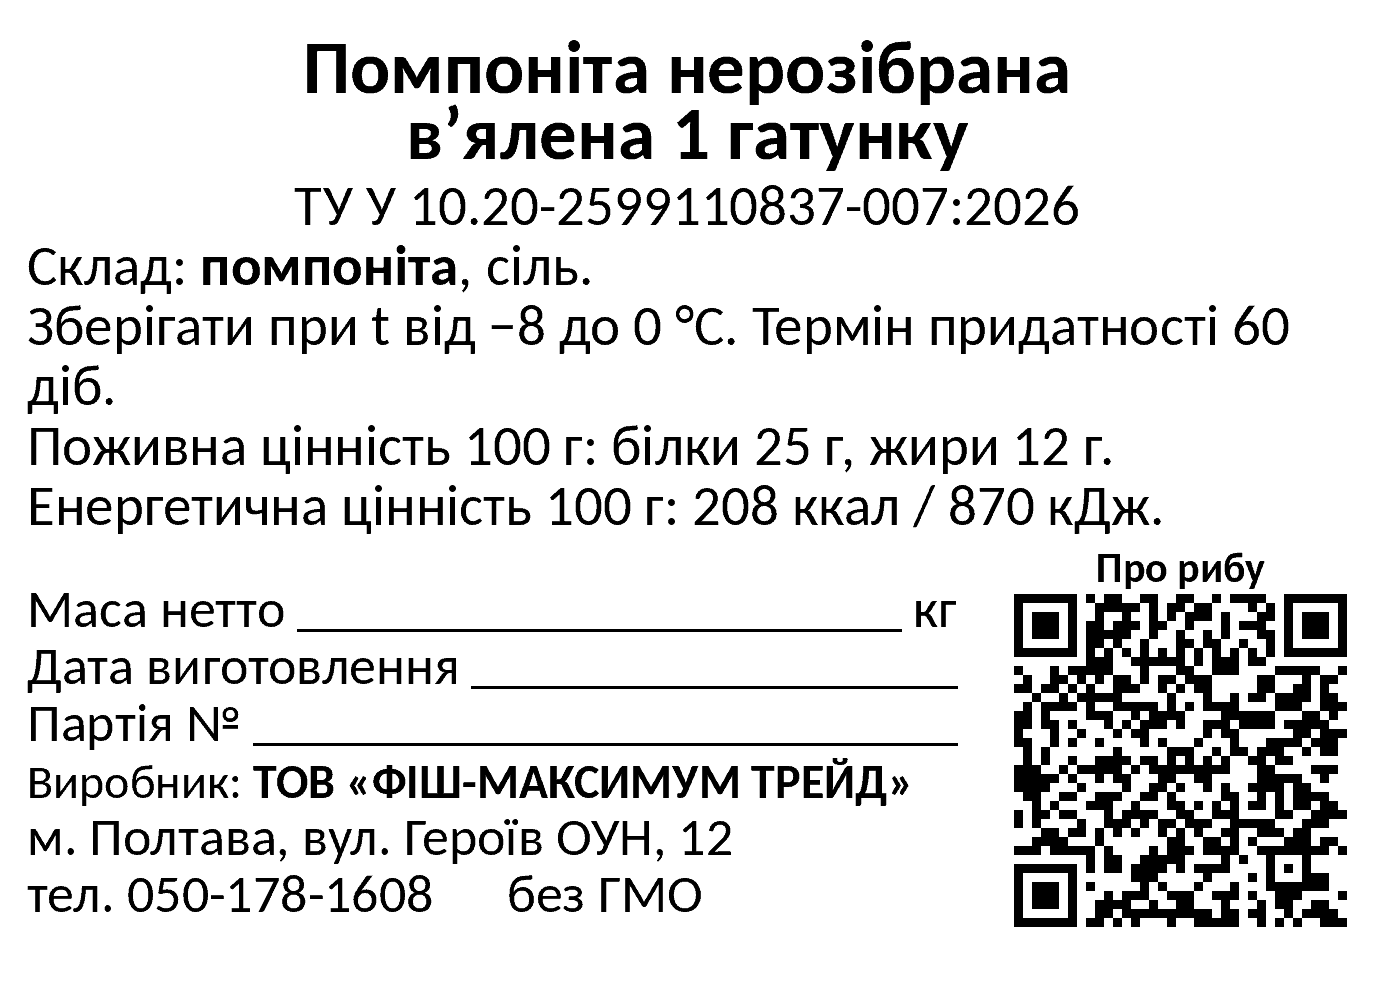 Помпоніта нерозібрана
в’ялена 1 гатунку
ТУ У 10.20-2599110837-007:2026
Склад: помпоніта, сіль.
Зберігати при t від −8 до 0 °С. Термін придатності 60
діб.
Поживна цінність 100 г: білки 25 г, жири 12 г.
Енергетична цінність 100 г: 208 ккал / 870 кДж.
Про рибу
Маса нетто ______________________ кг
Дата виготовлення __________________
Партія № __________________________
Виробник: ТОВ «ФІШ-МАКСИМУМ ТРЕЙД»
м. Полтава, вул. Героїв ОУН, 12
тел. 050-178-1608 без ГМО